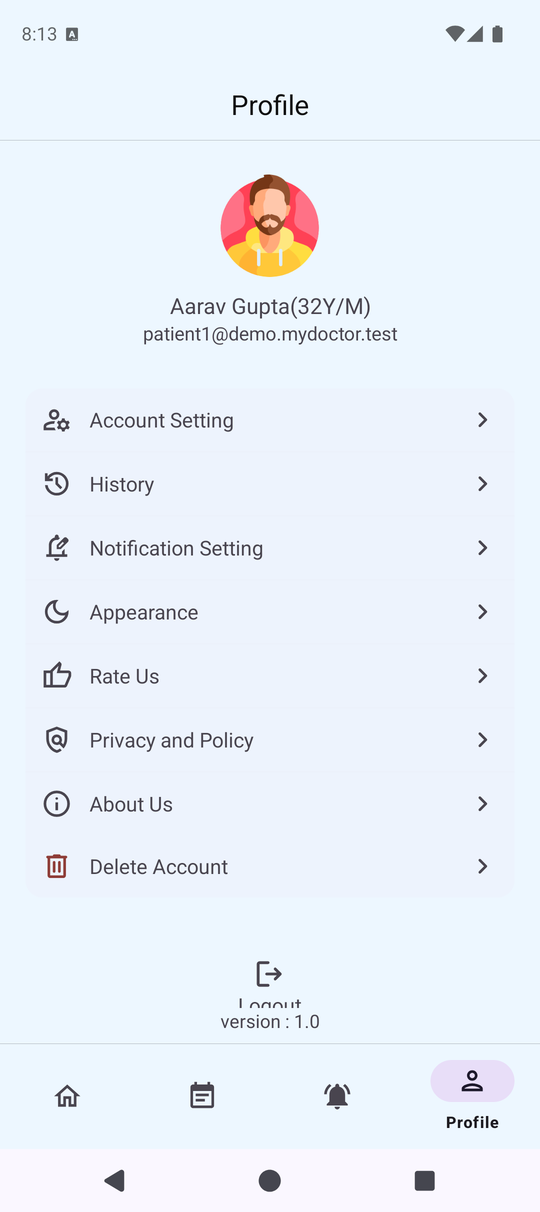 8:13
Profile
Aarav Gupta(32Y/M)
patient1@demo.mydoctor.test
Account Setting
History
Notification Setting
Appearance
Rate Us
Privacy and Policy
About Us
Delete Account
Logout
version : 1.0
Profile